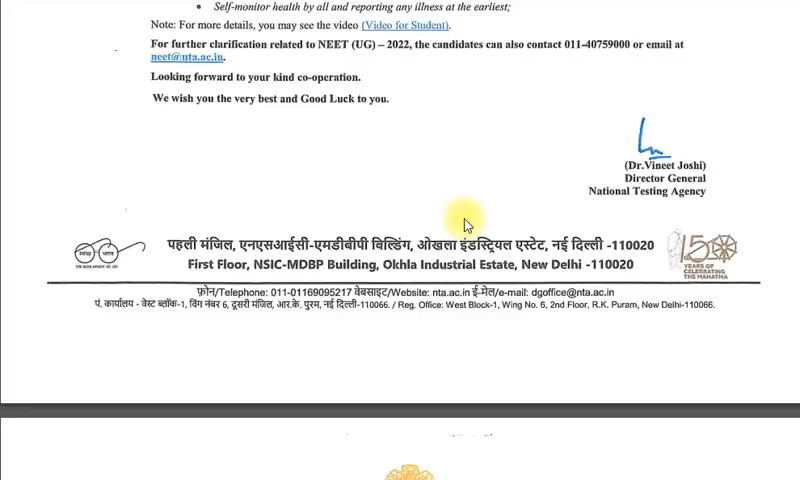 • Self-monitor health by all and reporting any illness at the earliest;
Note: For more details, you may see the video (Video for Student).
For further clarification related to NEET (UG) – 2022, the candidates can also contact 011-40759000 or email at
neet@nta.ac.in.
Looking forward to your kind co-operation.
We wish you the very best and Good Luck to you.
(Dr.Vineet Joshi)
Director General
National Testing Agency
स्वच्छ भारत
एक कदम स्वच्छता की ओर
पहली मंजिल, एनएसआईसी-एमडीबीपी बिल्डिंग, ओखला इंडस्ट्रियल एस्टेट, नई दिल्ली -110020
First Floor, NSIC-MDBP Building, Okhla Industrial Estate, New Delhi -110020
150
YEARS OF
CELEBRATING
THE MAHATMA
फ़ोन/Telephone: 011-01169095217 वेबसाइट/Website: nta.ac.in ई-मेल/e-mail: dgoffice@nta.ac.in
पं. कार्यालय - वेस्ट ब्लॉक-1, विंग नंबर 6, दूसरी मंजिल, आर.के. पुरम, नई दिल्ली-110066. / Reg. Office: West Block-1, Wing No. 6, 2nd Floor, R.K. Puram, New Delhi-110066.